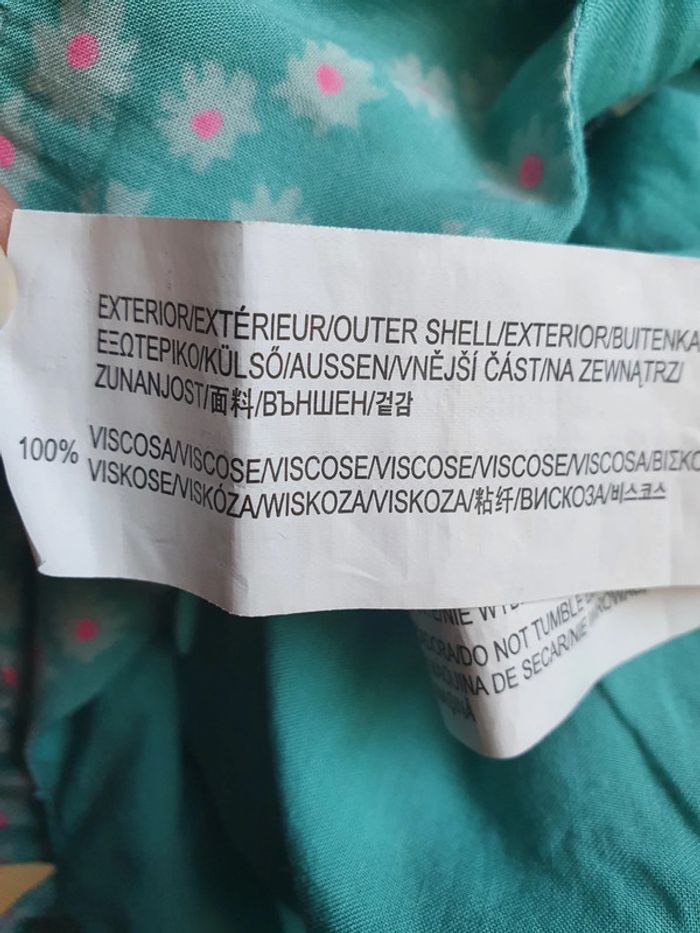 EXTERIOR/EXTÉRIEUR/OUTER SHELL/EXTERIOR/BUITENKA
ΕΞΩΤΕΡΙΚΟ/KÜLSŐ/AUSSEN/VNĚJŠÍ ČÁST/NA ZEWNĄTRZ/
ZUNANJOST/面料/ВЪНШЕН/겉감
100% VISCOSA/VISCOSE/VISCOSE/VISCOSE/VISCOSE/VISCOSA/ΒΙΣΚΟ
VISKOSE/VISKÓZA/WISKOZA/VISKOZA/粘纤/ВИСКОЗА/비스코스
DO NOT TUMBLE
DE SECAR/NIE